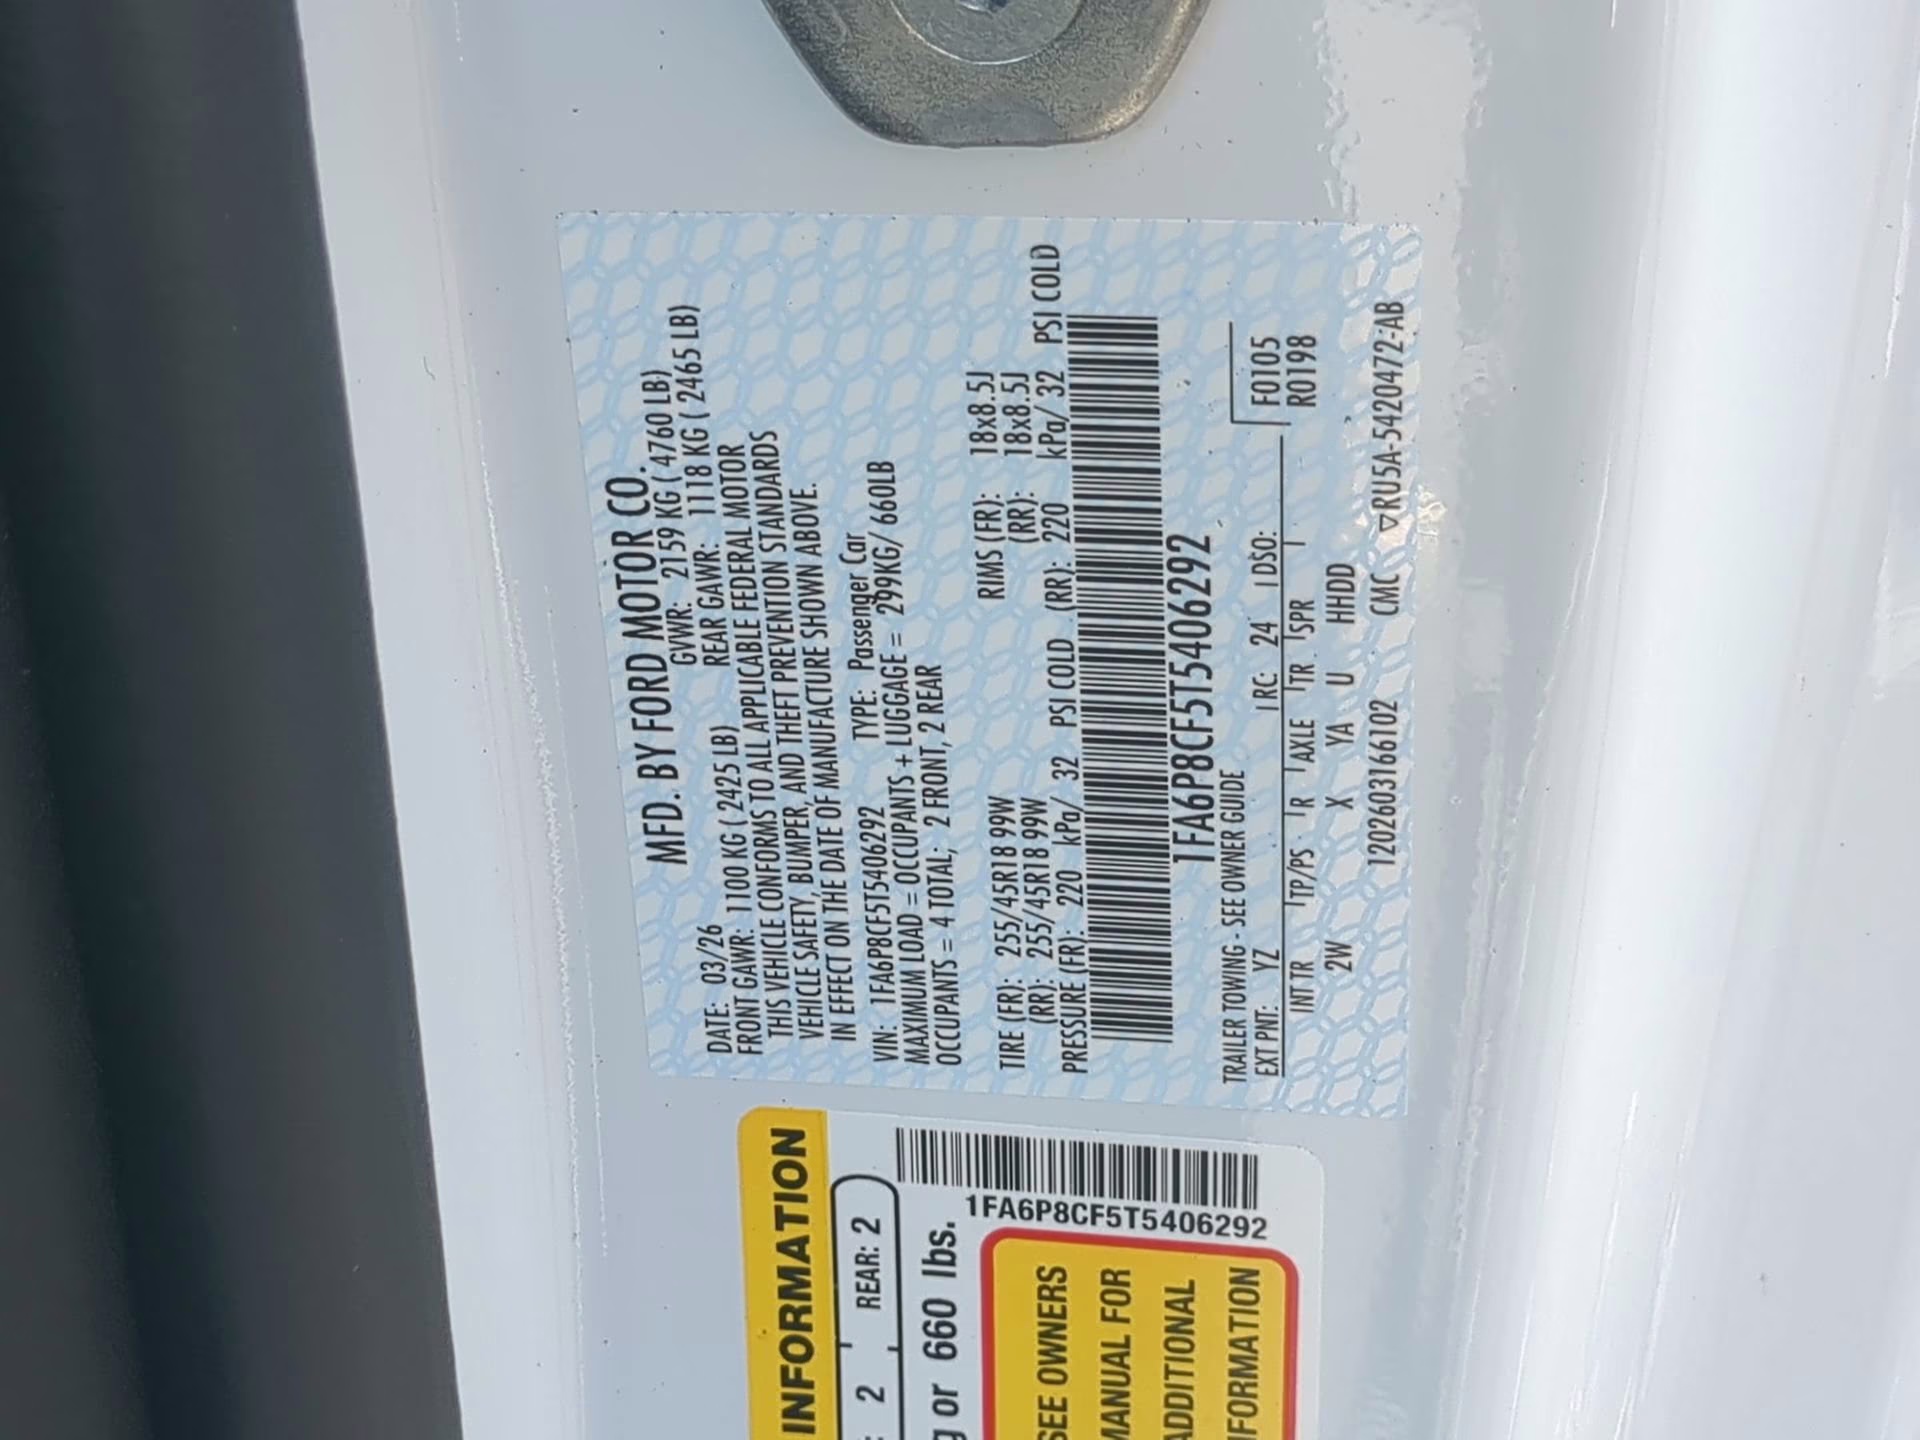 MFD. BY FORD MOTOR CO.
DATE: 03/26 GVWR: 2159 KG ( 4760 LB)
FRONT GAWR: 1100 KG ( 2425 LB) REAR GAWR: 1118 KG ( 2465 LB)
THIS VEHICLE CONFORMS TO ALL APPLICABLE FEDERAL MOTOR
VEHICLE SAFETY, BUMPER, AND THEFT PREVENTION STANDARDS
IN EFFECT ON THE DATE OF MANUFACTURE SHOWN ABOVE.
VIN: 1FA6P8CF5T5406292 TYPE: Passenger Car
MAXIMUM LOAD = OCCUPANTS + LUGGAGE = 299KG/ 660LB
OCCUPANTS = 4 TOTAL; 2 FRONT, 2 REAR
TIRE (FR): 255/45R18 99W RIMS (FR): 18x8.5J
(RR): 255/45R18 99W (RR): 18x8.5J
PRESSURE (FR): 220 kPa/ 32 PSI COLD (RR): 220 kPa/ 32 PSI COLD
1FA6P8CF5T5406292
TRAILER TOWING - SEE OWNER GUIDE
EXT PNT: YZ RC: 24 DSO: F0105
INT TR TP/PS R AXLE TR SPR R0198
2W X YA U HHDD
12026031661​02 CMC ▽RU5A-5420472-AB
INFORMATION
2 REAR: 2
or 660 lbs.
1FA6P8CF5T5406292
SEE OWNERS
MANUAL FOR
ADDITIONAL
INFORMATION